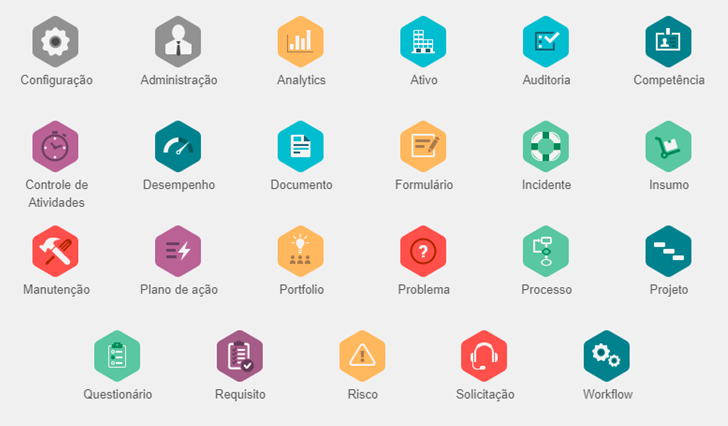 Configuração
Administração
Analytics
Ativo
Auditoria
Competência
Controle de
Atividades
Desempenho
Documento
Formulário
Incidente
Insumo
Manutenção
Plano de ação
Portfolio
Problema
Processo
Projeto
Questionário
Requisito
Risco
Solicitação
Workflow